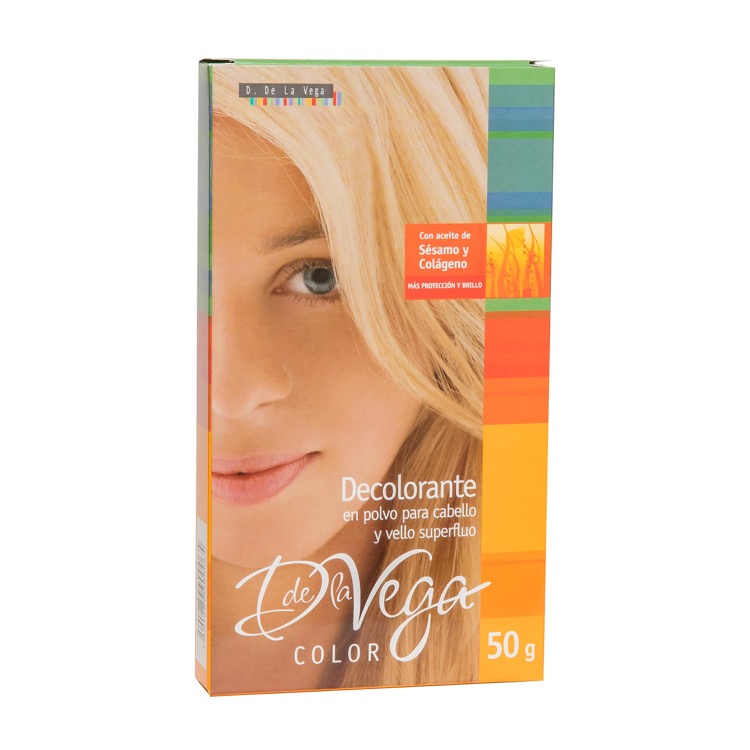 D. De La Vega
Con aceite de
Sésamo y
Colágeno
MÁS PROTECCIÓN Y BRILLO
Decolorante
en polvo para cabello
y vello superfluo
D de la Vega
COLOR
50 g